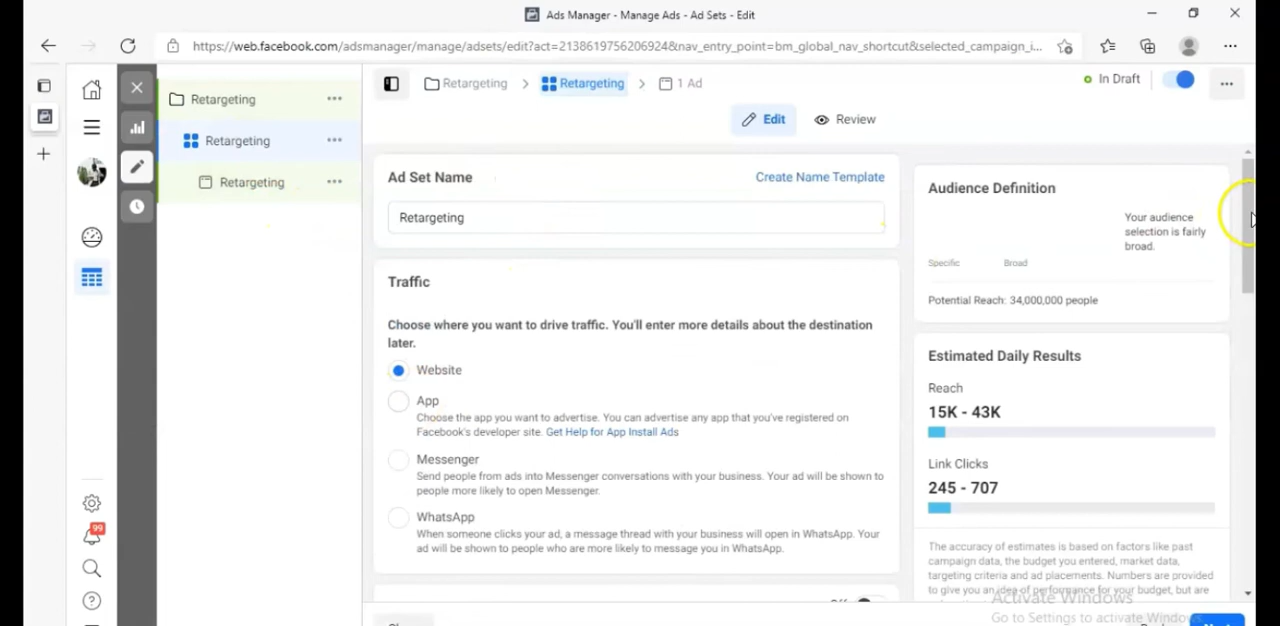 Ads Manager - Manage Ads - Ad Sets - Edit
https://web.facebook.com/adsmanager/manage/adsets/edit?act=2138619756206924&nav_entry_point=bm_global_nav_shortcut&selected_campaign_i...
Retargeting
Retargeting
Retargeting
99
Retargeting > Retargeting > 1 Ad
In Draft
Edit Review
Ad Set Name Create Name Template
Retargeting
Traffic
Choose where you want to drive traffic. You'll enter more details about the destination
later.
Website
App
Choose the app you want to advertise. You can advertise any app that you've registered on
Facebook's developer site. Get Help for App Install Ads
Messenger
Send people from ads into Messenger conversations with your business. Your ad will be shown to
people more likely to open Messenger.
WhatsApp
When someone clicks your ad, a message thread with your business will open in WhatsApp. Your
ad will be shown to people who are more likely to message you in WhatsApp.
Audience Definition
Your audience
selection is fairly
broad.
Specific Broad
Potential Reach: 34,000,000 people
Estimated Daily Results
Reach
15K - 43K
Link Clicks
245 - 707
The accuracy of estimates is based on factors like past
campaign data, the budget you entered, market data,
targeting criteria and ad placements. Numbers are provided
to give you an idea of performance for your budget, but are
Activate Windows
Go to Settings to activate Windows.